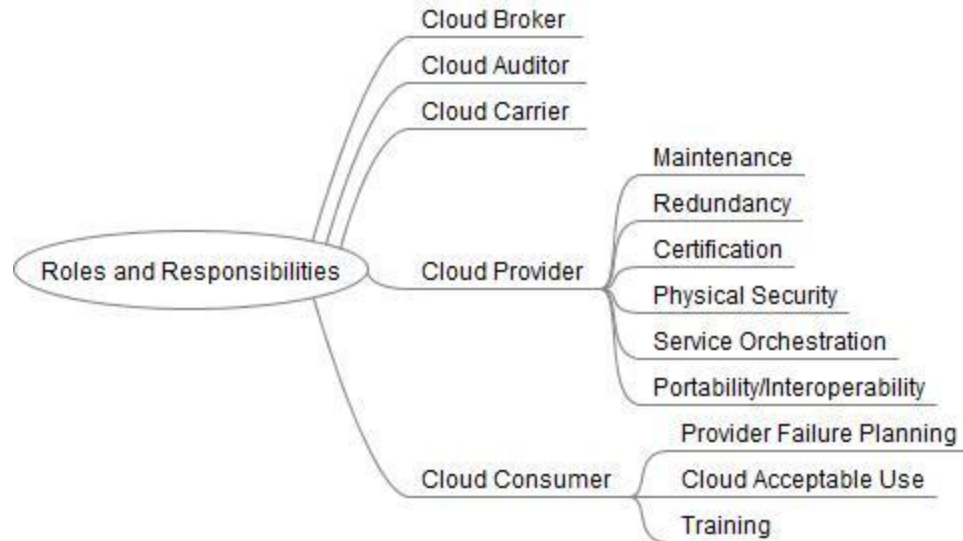 Cloud Broker
Cloud Auditor
Cloud Carrier
Maintenance
Redundancy
Certification
Roles and Responsibilities
Cloud Provider
Physical Security
Service Orchestration
Portability/Interoperability
Provider Failure Planning
Cloud Consumer
Cloud Acceptable Use
Training